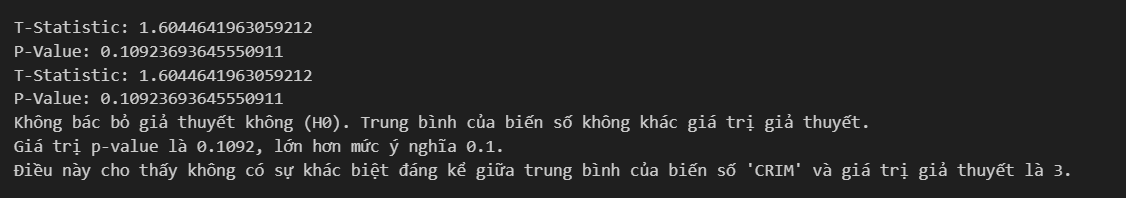 T-Statistic: 1.6044641963059212
P-Value: 0.10923693645550911
T-Statistic: 1.6044641963059212
P-Value: 0.10923693645550911
Không bác bỏ giả thuyết không (H0). Trung bình của biến số không khác giá trị giả thuyết.
Giá trị p-value là 0.1092, lớn hơn mức ý nghĩa 0.1.
Điều này cho thấy không có sự khác biệt đáng kể giữa trung bình của biến số 'CRIM' và giá trị giả thuyết là 3.